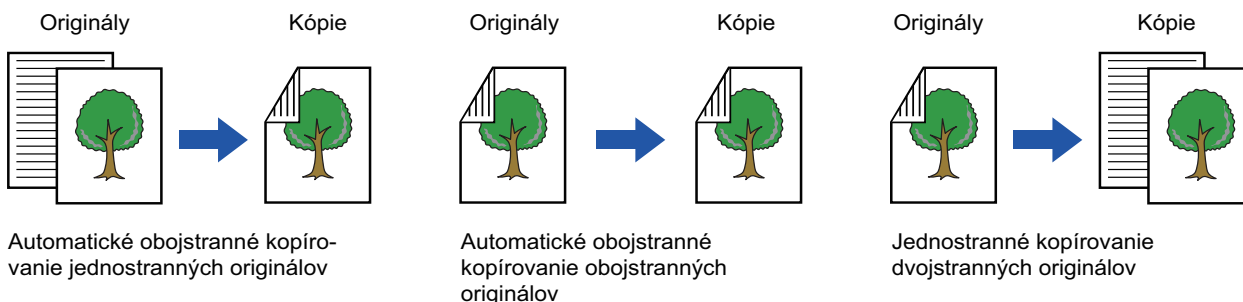 Originály
Kópie
Originály
Kópie
Originály
Kópie
Automatické obojstranné kopíro-
vanie jednostranných originálov
Automatické obojstranné
kopírovanie obojstranných
originálov
Jednostranné kopírovanie
dvojstranných originálov